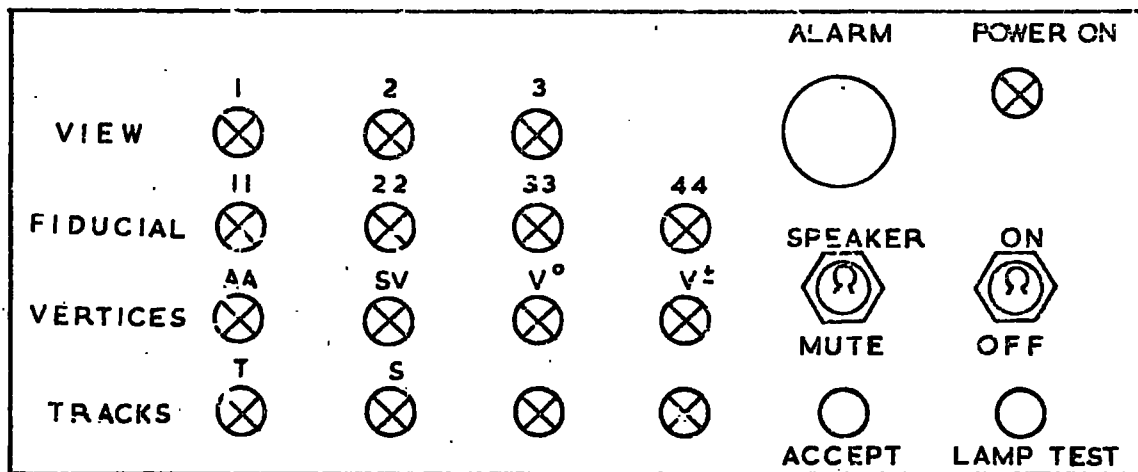 ALARM POWER ON
1 2 3
VIEW
11 22 33 44
FIDUCIAL
SPEAKER ON
AA SV V° V±
VERTICES
MUTE OFF
T S
TRACKS
ACCEPT LAMP TEST